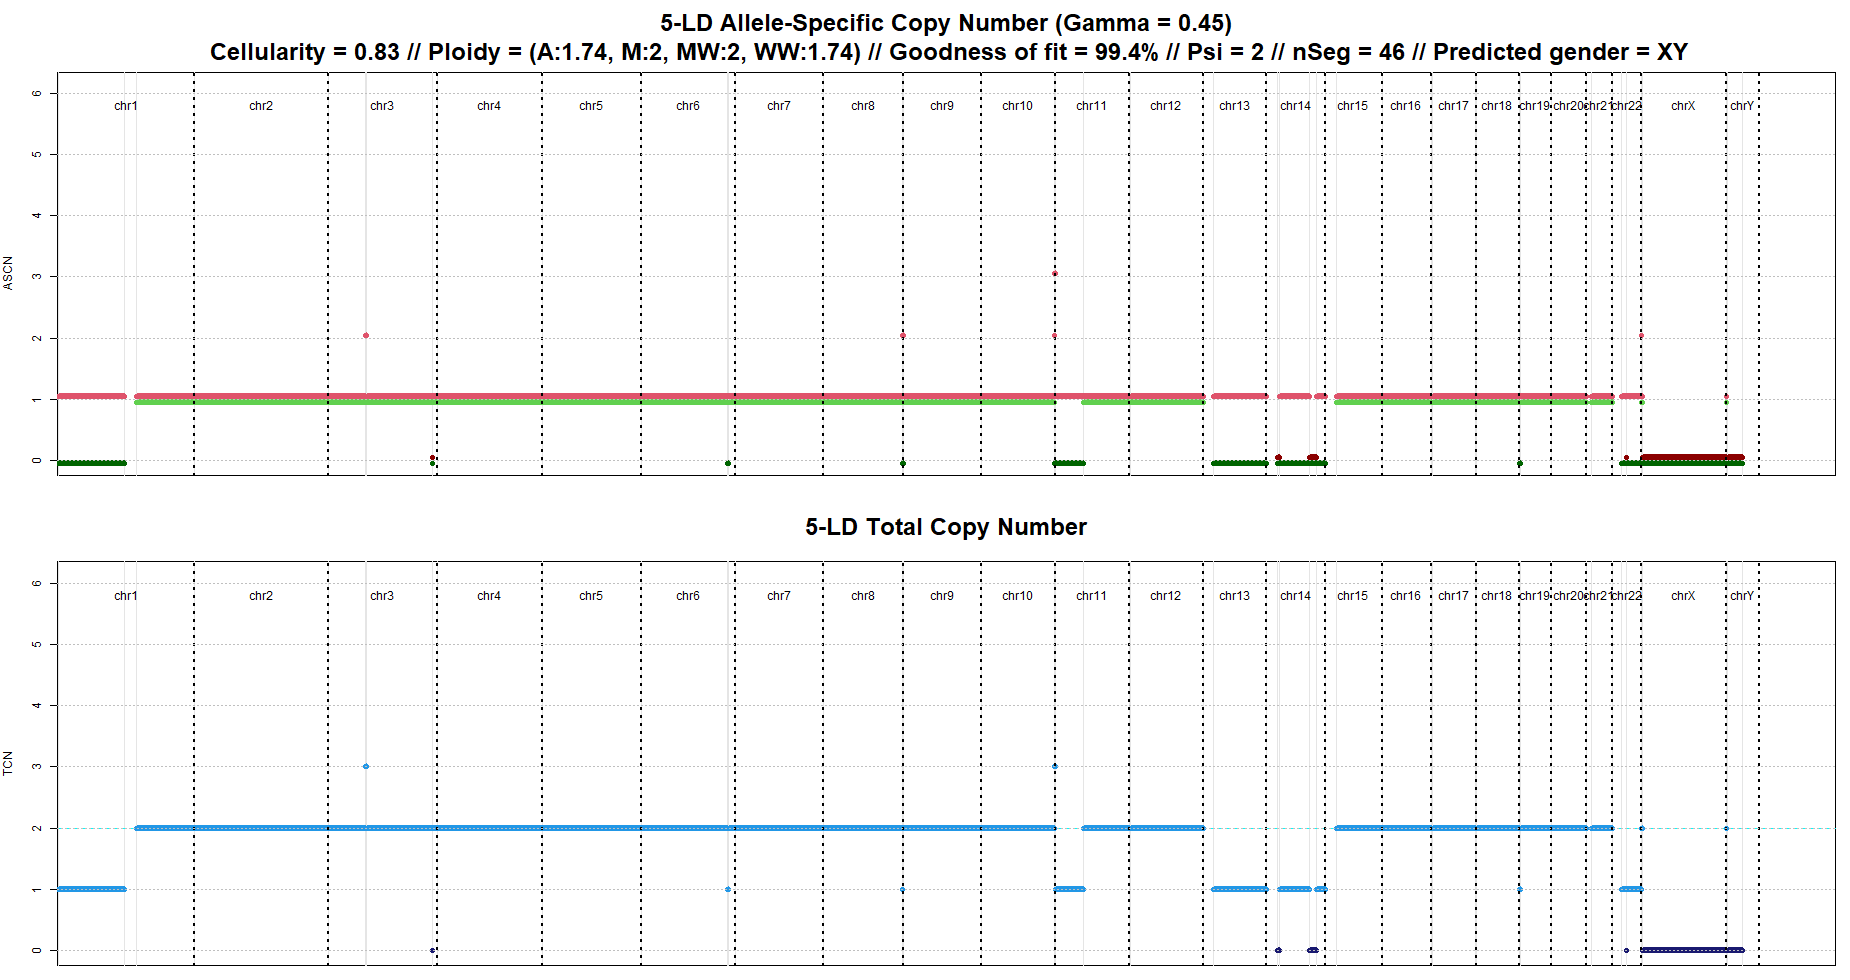 5-LD Allele-Specific Copy Number (Gamma = 0.45)
Cellularity = 0.83 // Ploidy = (A:1.74, M:2, MW:2, WW:1.74) // Goodness of fit = 99.4% // Psi = 2 // nSeg = 46 // Predicted gender = XY
6
chr1 chr2 chr3 chr4 chr5 chr6 chr7 chr8 chr9 chr10 chr11 chr12 chr13 chr14 chr15 chr16 chr17 chr18 chr19 chr20 chr21 chr22 chrX chrY
5
4
ASCN
3
2
1
0
5-LD Total Copy Number
6
chr1 chr2 chr3 chr4 chr5 chr6 chr7 chr8 chr9 chr10 chr11 chr12 chr13 chr14 chr15 chr16 chr17 chr18 chr19 chr20 chr21 chr22 chrX chrY
5
4
TCN
3
2
1
0